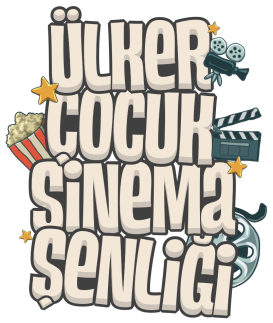 ÜLKER
ÇOCUK
SİNEMA
ŞENLİĞİ